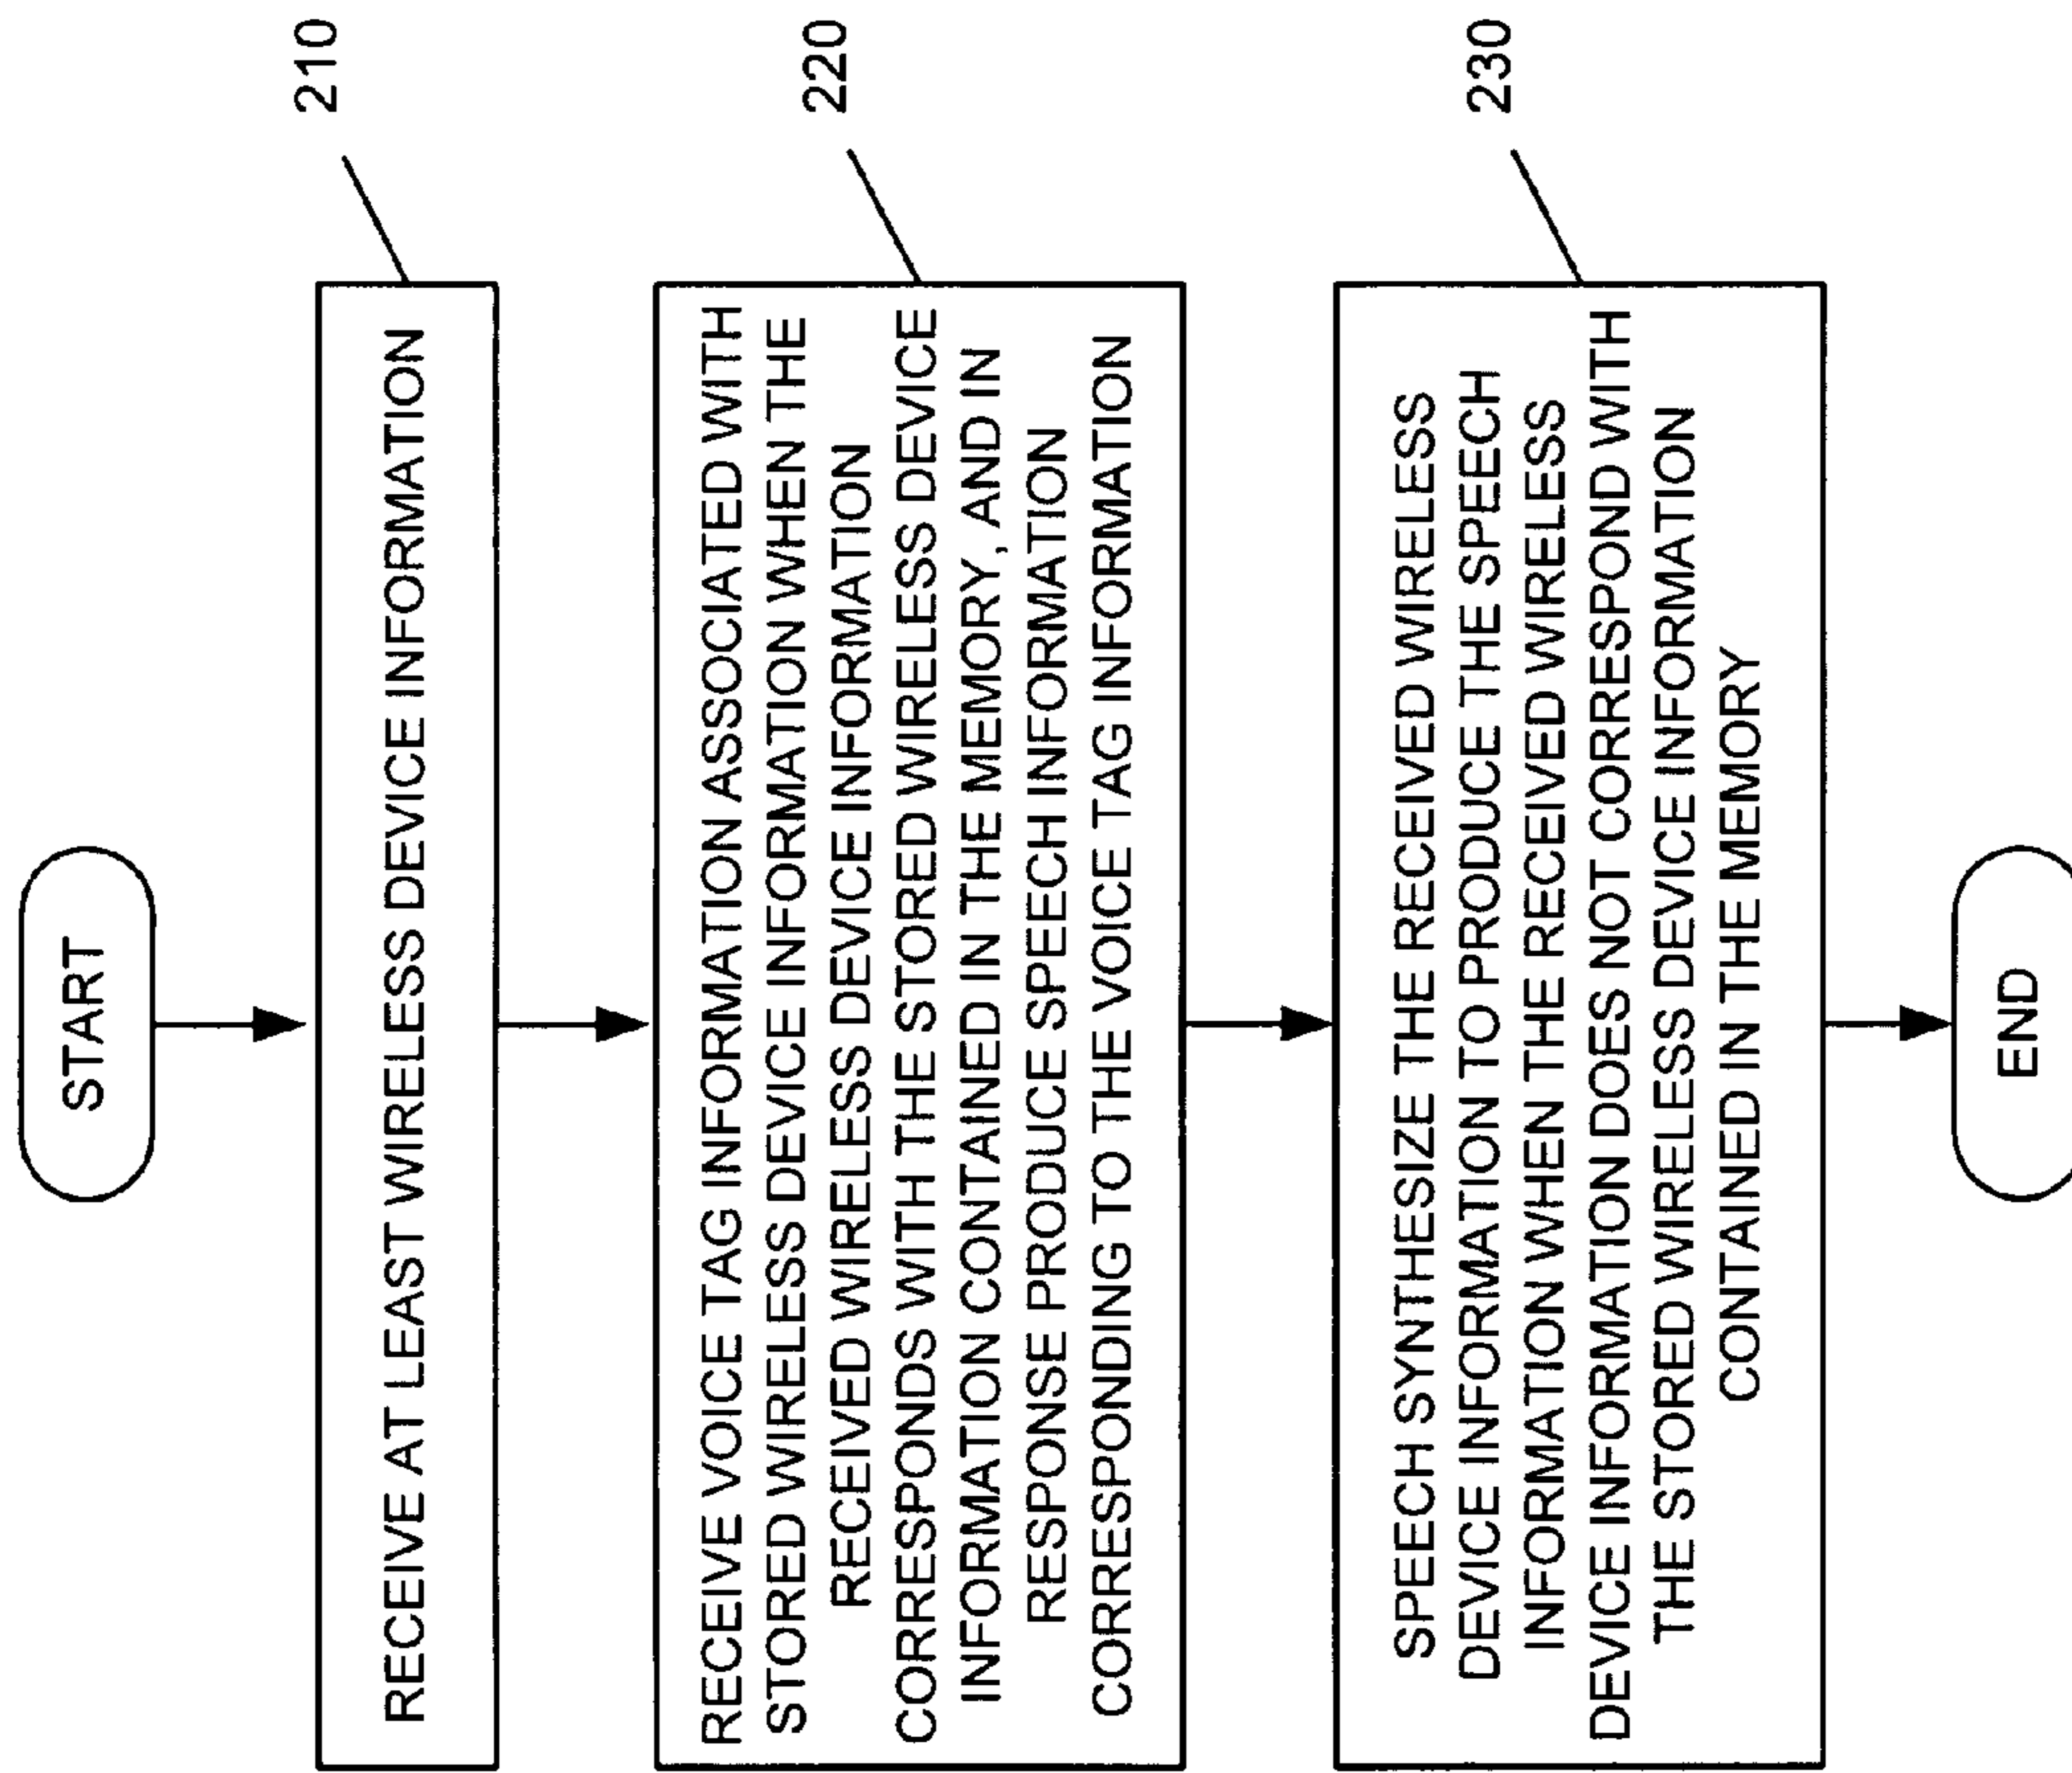 START
210
RECEIVE AT LEAST WIRELESS DEVICE INFORMATION
220
RECEIVE VOICE TAG INFORMATION ASSOCIATED WITH
STORED WIRELESS DEVICE INFORMATION WHEN THE
RECEIVED WIRELESS DEVICE INFORMATION
CORRESPONDS WITH THE STORED WIRELESS DEVICE
INFORMATION CONTAINED IN THE MEMORY, AND IN
RESPONSE PRODUCE SPEECH INFORMATION
CORRESPONDING TO THE VOICE TAG INFORMATION
230
SPEECH SYNTHESIZE THE RECEIVED WIRELESS
DEVICE INFORMATION TO PRODUCE THE SPEECH
INFORMATION WHEN THE RECEIVED WIRELESS
DEVICE INFORMATION DOES NOT CORRESPOND WITH
THE STORED WIRELESS DEVICE INFORMATION
CONTAINED IN THE MEMORY
END